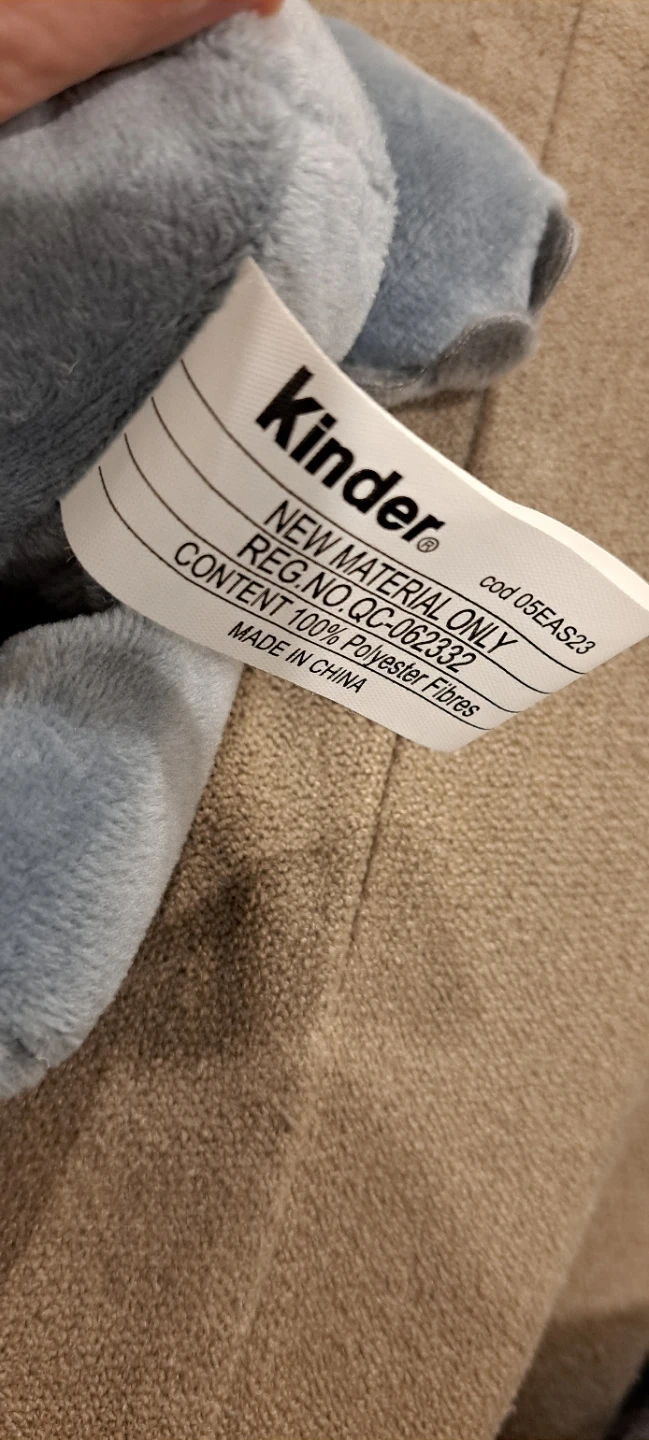 kinder®
cod 05EAS23
NEW MATERIAL ONLY
REG.NO.QC-062332
CONTENT 100% Polyester Fibres
MADE IN CHINA